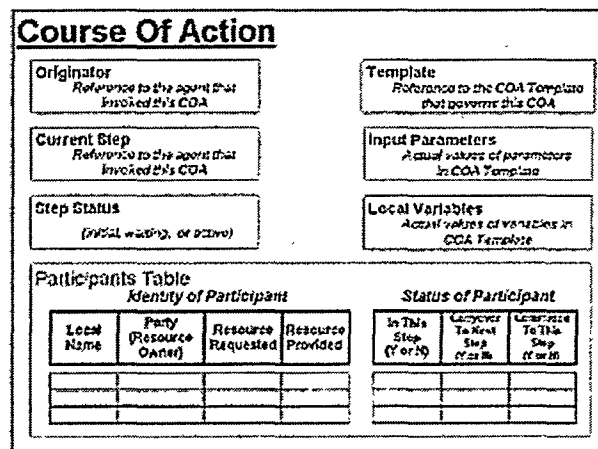 Course Of Action
Originator
Reference to the agent that
invoked this COA
Template
Reference to the COA Template
that governs this COA
Current Step
Reference to the agent that
invoked this COA
Input Parameters
Actual values of parameters
in COA Template
Step Status
(initial, waiting, or active)
Local Variables
Actual values of variables in
COA Template
Participants Table
Identity of Participant
Status of Participant
Local
Name
Party
(Resource
Owner)
Resource
Requested
Resource
Provided
In This
Step
(Y or N)
Carryover
To Next
Step
(Y or N)
Committed
To This
Step
(Y or N)